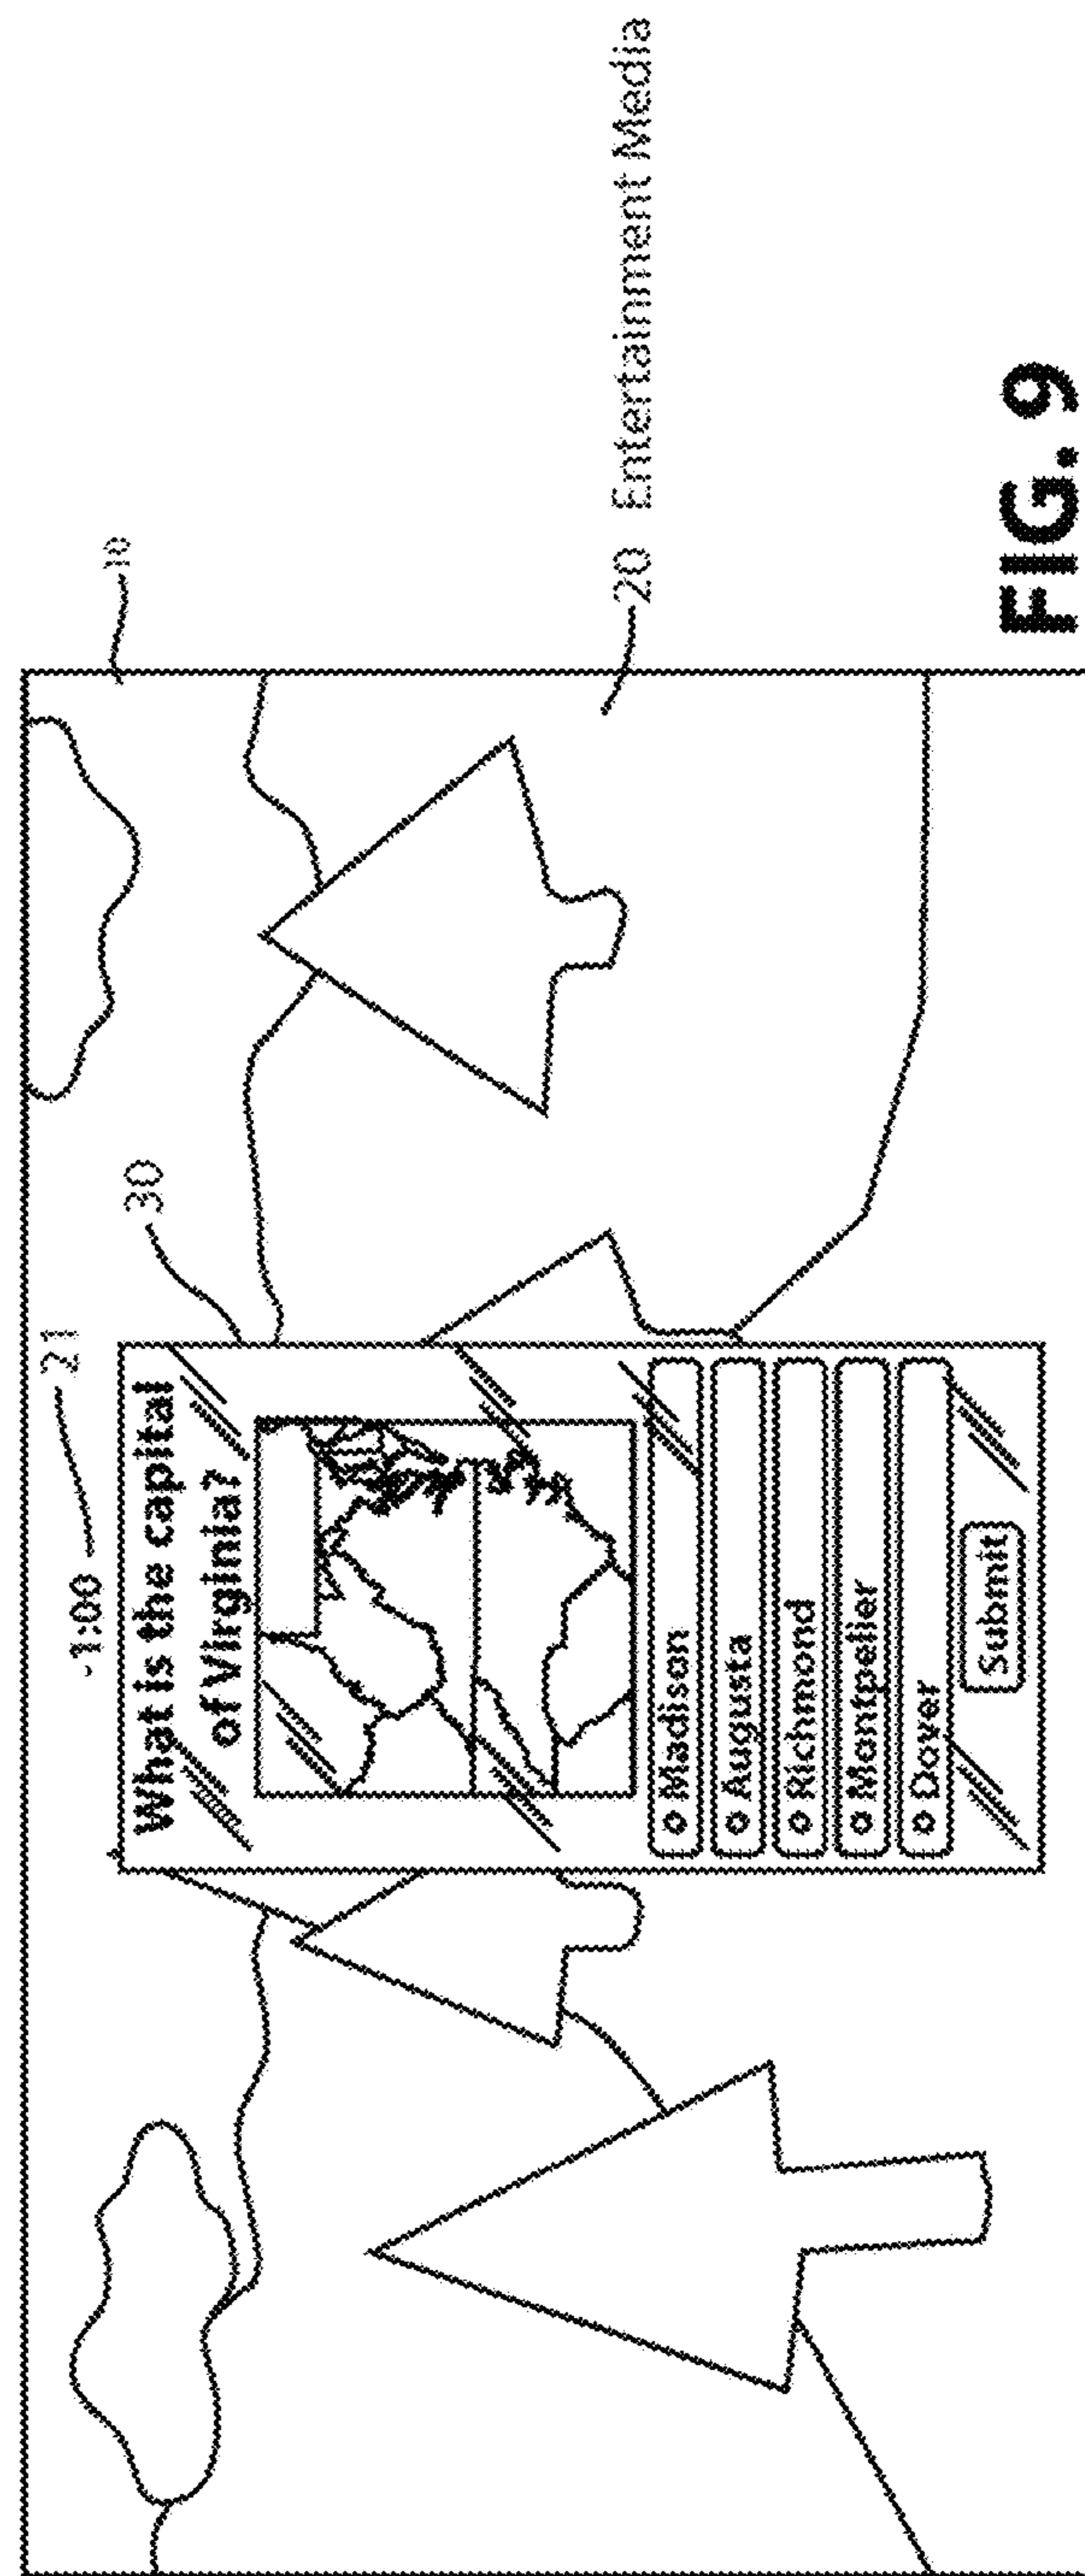 -1:00
21
30
10
What is the capital
of Virginia?
20 Entertainment Media
Madison
Augusta
Richmond
Montpelier
Dover
Submit
FIG. 9